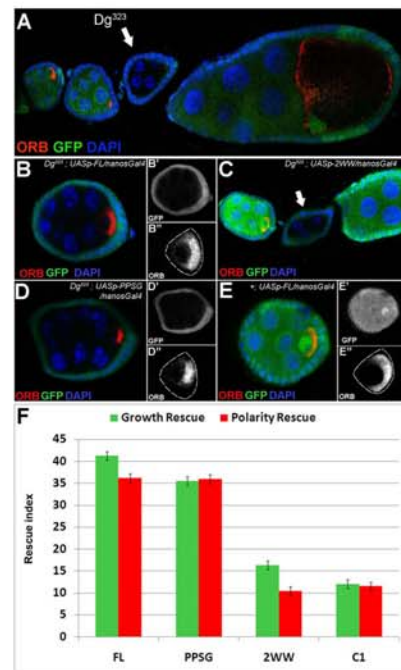 A
Dg323
ORB GFP DAPI
B
Dg323; UASp-FL/nanosGal4
B'
GFP
B''
ORB
ORB GFP DAPI
C
Dg323; UASp-2WW/nanosGal4
ORB GFP DAPI
D
Dg323; UASp-PPSG
/nanosGal4
D'
GFP
D''
ORB
ORB GFP DAPI
E
+; UASp-FL/nanosGal4
E'
GFP
E''
ORB
ORB GFP DAPI
F
Growth Rescue
Polarity Rescue
Rescue index
45
40
35
30
25
20
15
10
5
0
FL PPSG 2WW C1